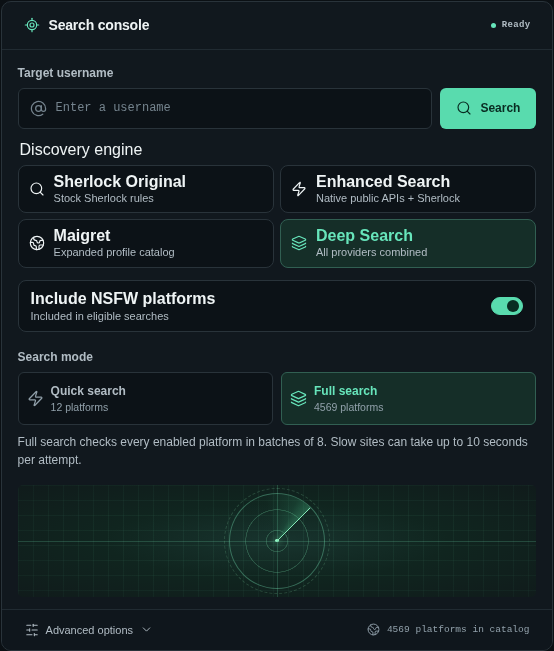 Search console
Ready
Target username
Enter a username
Search
Discovery engine
Sherlock Original
Stock Sherlock rules
Enhanced Search
Native public APIs + Sherlock
Maigret
Expanded profile catalog
Deep Search
All providers combined
Include NSFW platforms
Included in eligible searches
Search mode
Quick search
12 platforms
Full search
4569 platforms
Full search checks every enabled platform in batches of 8. Slow sites can take up to 10 seconds
per attempt.
Advanced options
4569 platforms in catalog